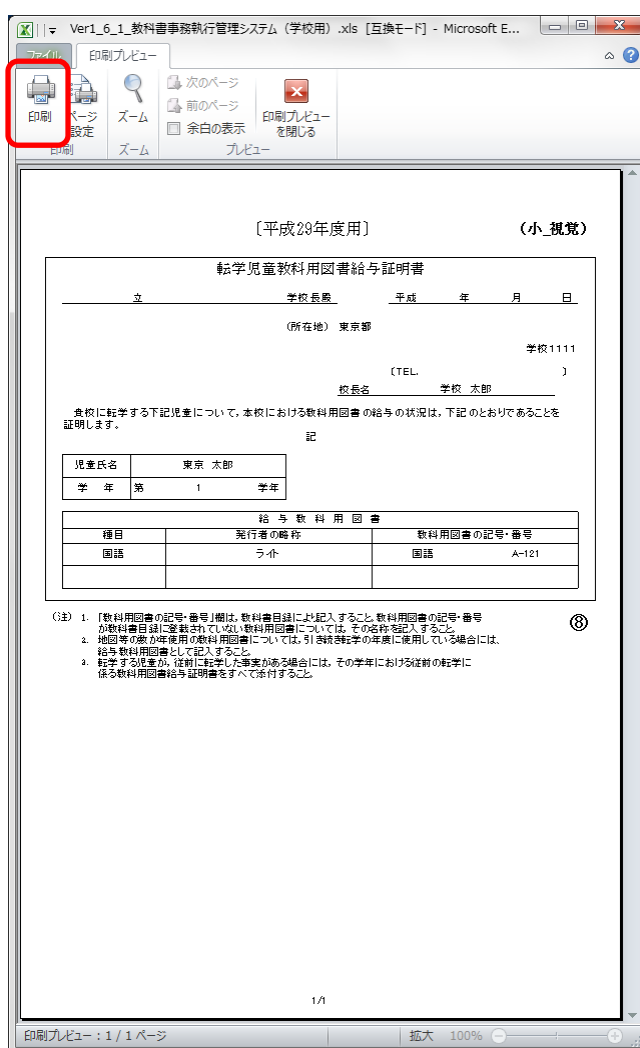 Ver1_6_1_教科書事務執行管理システム（学校用）.xls [互換モード] - Microsoft E...
ファイル 印刷プレビュー
印刷 ページ設定 ズーム 次のページ
前のページ
余白の表示 印刷プレビューを閉じる
印刷 ズーム プレビュー
〔平成29年度用〕 （小_視覚）
転学児童教科用図書給与証明書
立 学校長殿 平成 年 月 日
（所在地） 東京都
学校1111
〔TEL. 〕
校長名 学校 太郎
貴校に転学する下記児童について，本校における教科用図書の給与の状況は，下記のとおりであることを
証明します。
記
児童氏名 東京 太郎
学 年 第 1 学年
給 与 教 科 用 図 書
種目 発行者の略称 教科用図書の記号・番号
国語 ライト 国語 A-121
（注） 1. 「教科用図書の記号・番号」欄は，教科書目録により記入すること。教科用図書の記号・番号
が教科書目録に登載されていない教科用図書については，その名称を記入すること。
2. 地図等の数か年使用の教科用図書については，引き続き転学の年度に使用している場合には、
給与教科用図書として記入すること。
3. 転学する児童が，従前に転学した事実がある場合には，その学年における従前の転学に
係る教科用図書給与証明書をすべて添付すること。
⑧
1/1
印刷プレビュー：1 / 1 ページ 拡大 100%